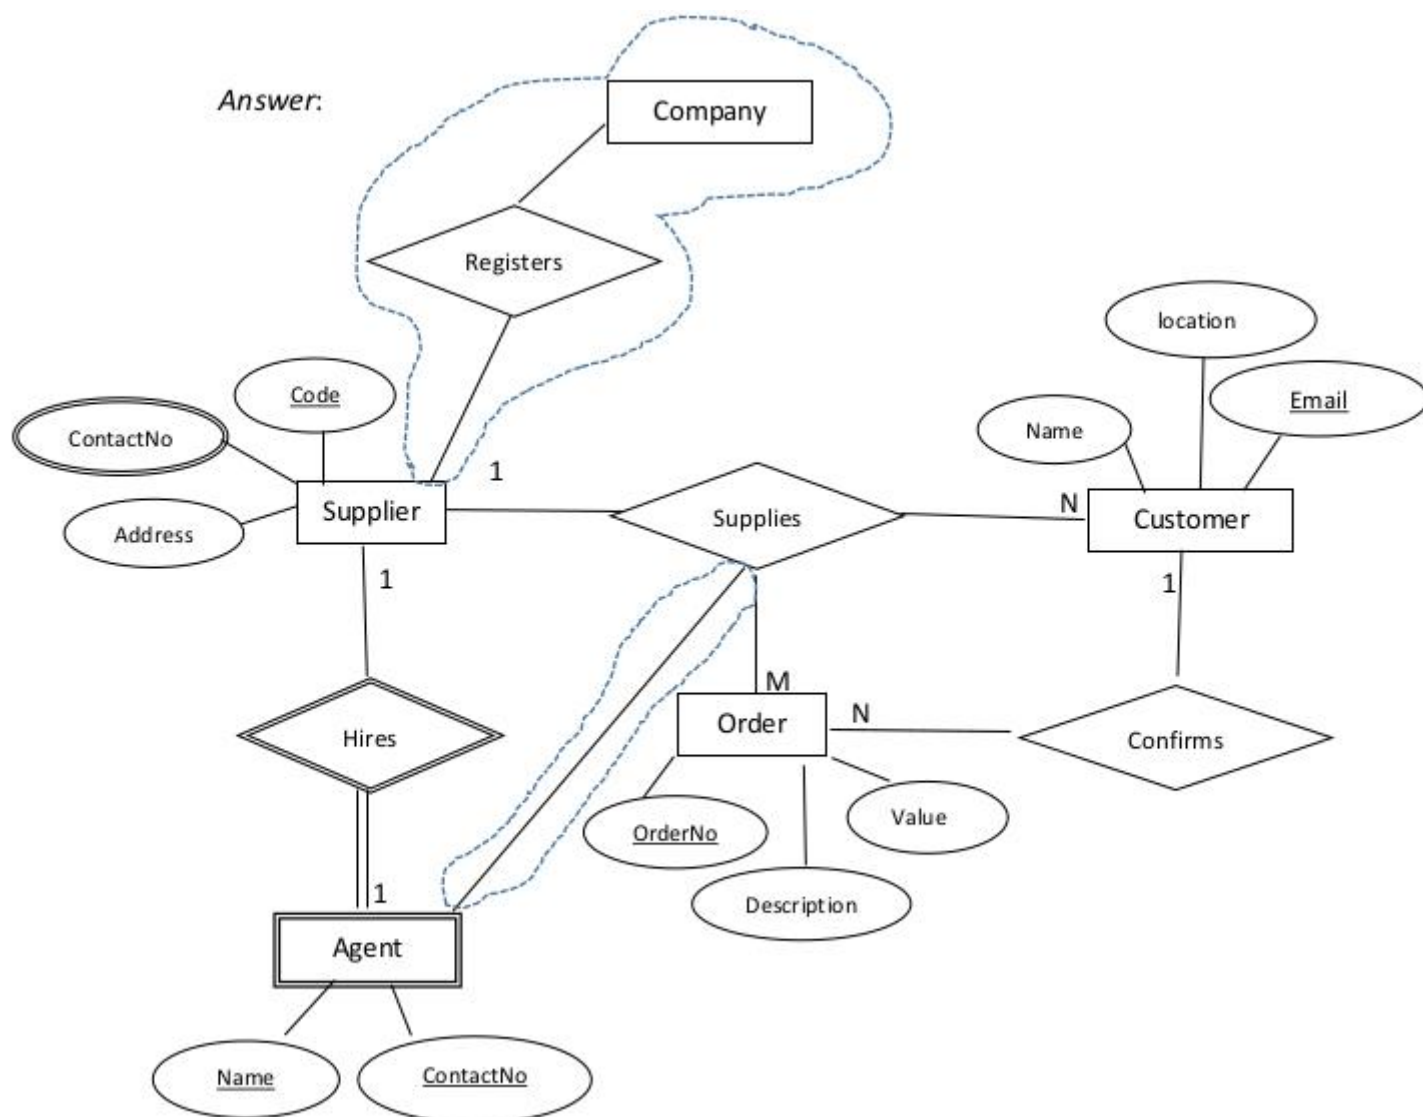 Company
Answer:
Registers
location
Code
Email
ContactNo
Name
1
N
Supplier
Supplies
Customer
Address
1
1
M
N
Order
Hires
Confirms
Value
OrderNo
1
Description
Agent
Name
ContactNo